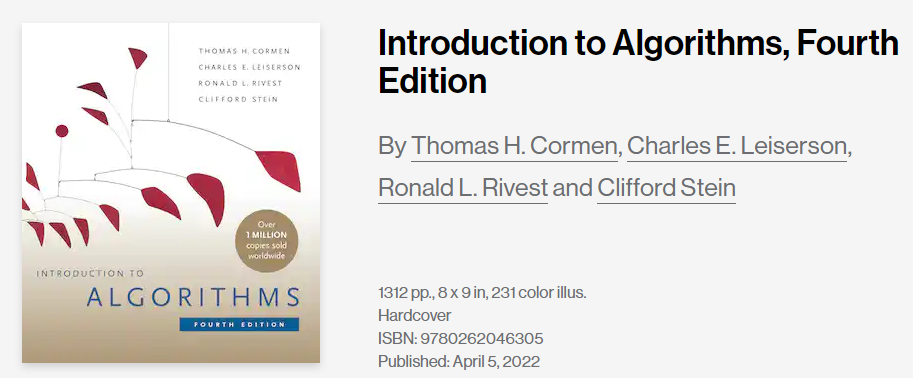 THOMAS H. CORMEN
CHARLES E. LEISERSON
RONALD L. RIVEST
CLIFFORD STEIN
Over
1 MILLION
copies sold
worldwide
INTRODUCTION TO
ALGORITHMS
FOURTH EDITION
Introduction to Algorithms, Fourth
Edition
By Thomas H. Cormen, Charles E. Leiserson,
Ronald L. Rivest and Clifford Stein
1312 pp., 8 x 9 in, 231 color illus.
Hardcover
ISBN: 9780262046305
Published: April 5, 2022